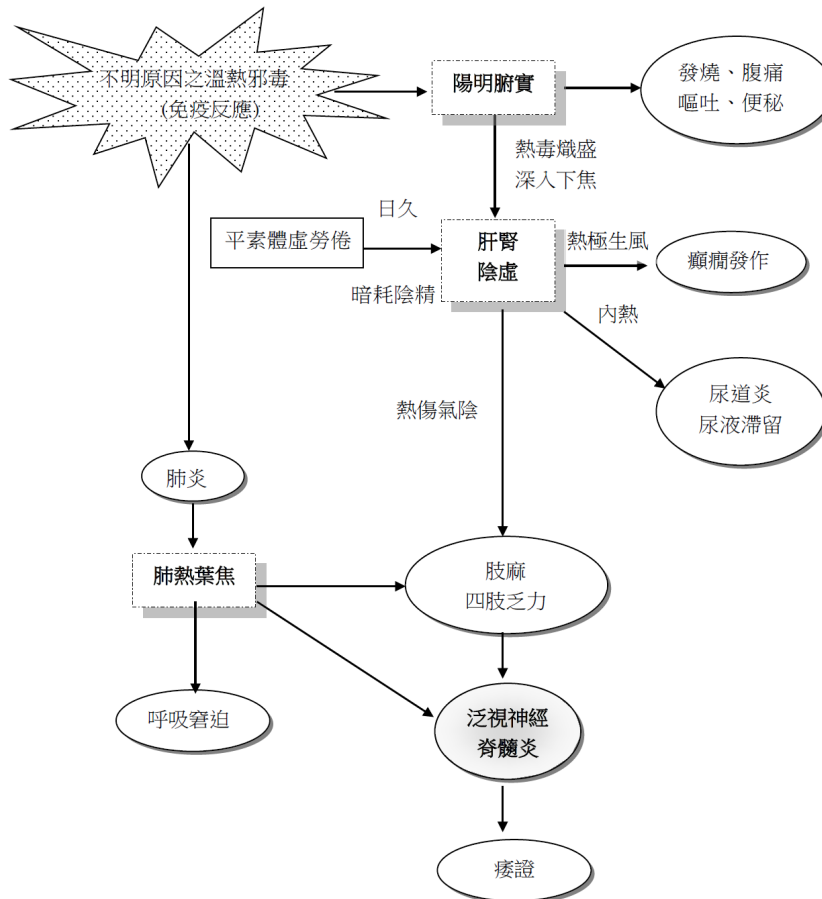 不明原因之溫熱邪毒
(免疫反應)
陽明腑實
發燒、腹痛
嘔吐、便秘
熱毒熾盛
深入下焦
日久
平素體虛勞倦
暗耗陰精
肝腎
陰虛
熱極生風
癲癇發作
內熱
尿道炎
尿液滯留
熱傷氣陰
肺炎
肺熱葉焦
肢麻
四肢乏力
呼吸窘迫
泛視神經
脊髓炎
痿證